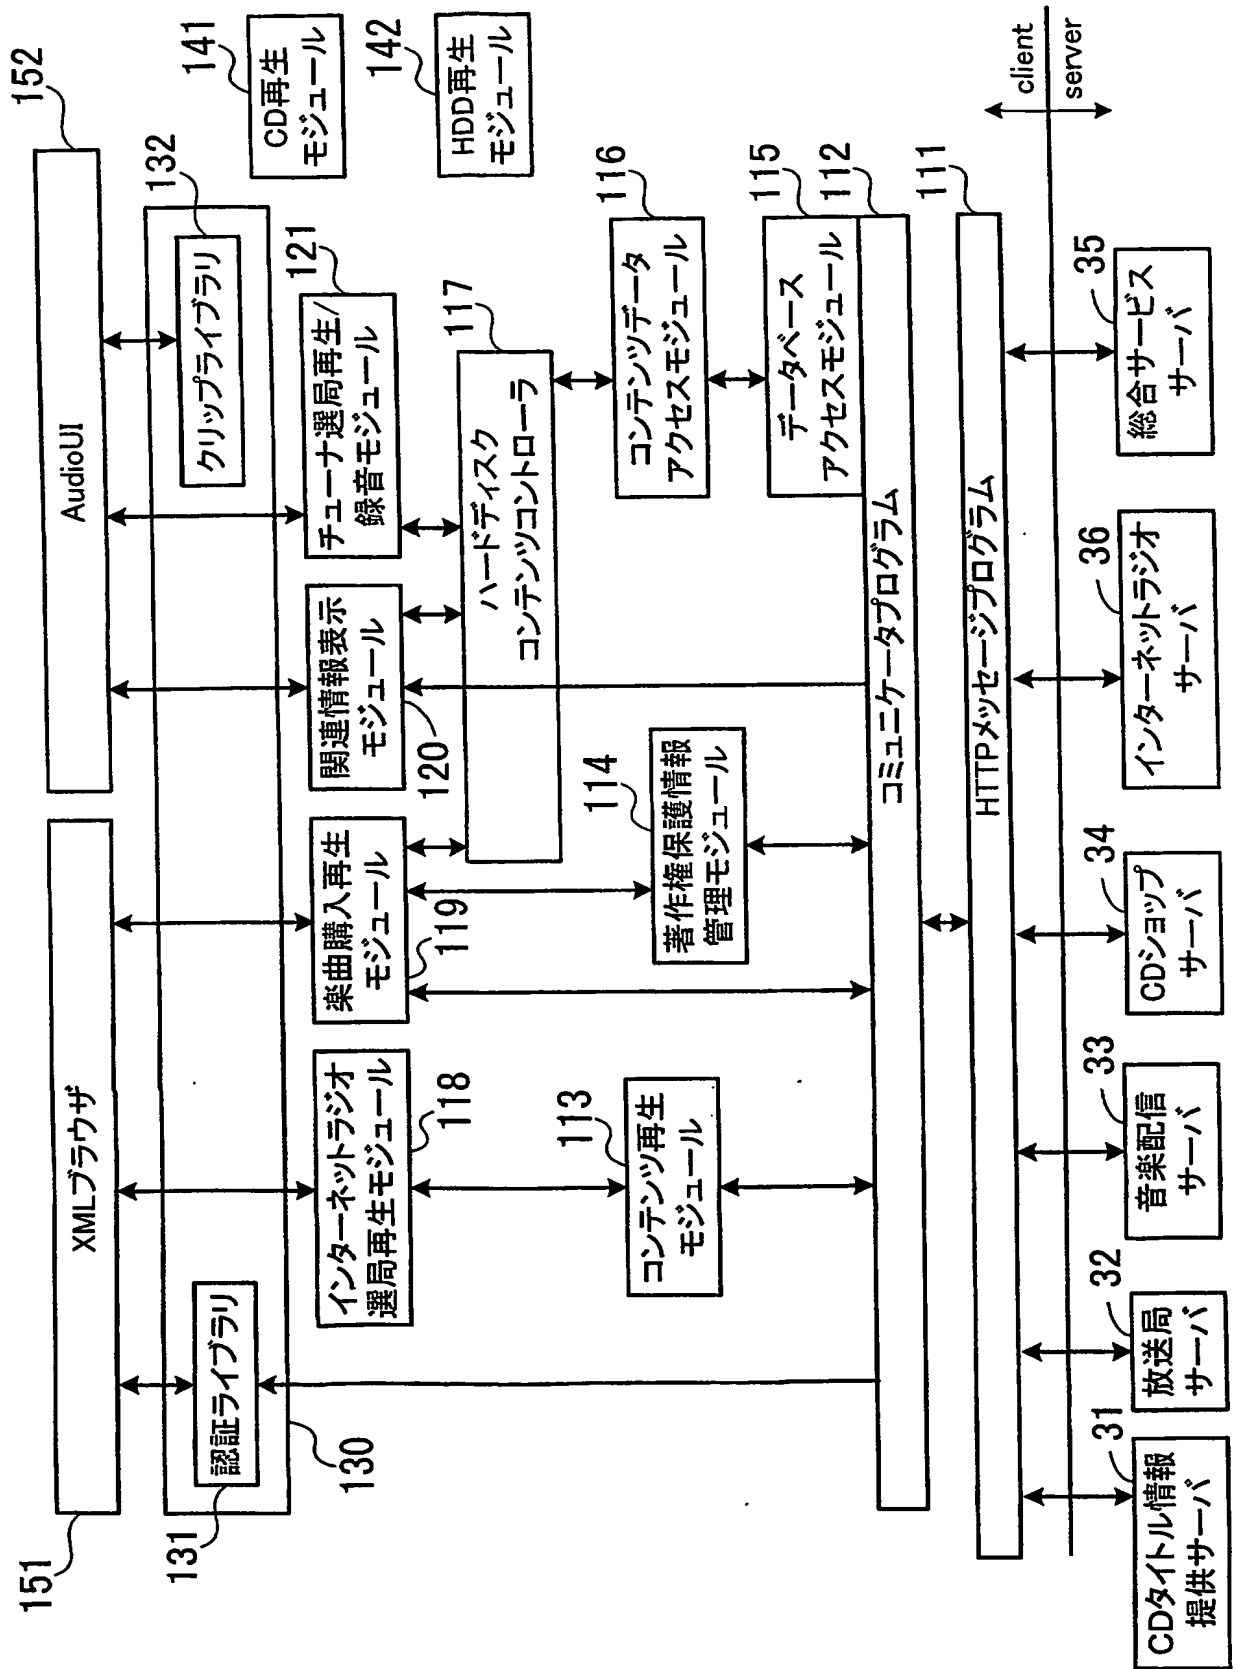 151
XMLブラウザ
AudioUI
152
131
認証ライブラリ
130
クリップライブラリ
132
CD再生
モジュール
141
HDD再生
モジュール
142
インターネットラジオ
選局再生モジュール
118
楽曲購入再生
モジュール
119
関連情報表示
モジュール
120
チューナ選局再生/
録音モジュール
121
ハードディスク
コンテンツコントローラ
117
コンテンツ再生
モジュール
113
著作権保護情報
管理モジュール
114
コンテンツデータ
アクセスモジュール
116
データベース
アクセスモジュール
115
コミュニケータプログラム
112
HTTPメッセージプログラム
111
client
server
CDタイトル情報
提供サーバ
31
放送局
サーバ
32
音楽配信
サーバ
33
CDショップ
サーバ
34
インターネットラジオ
サーバ
36
総合サービス
サーバ
35